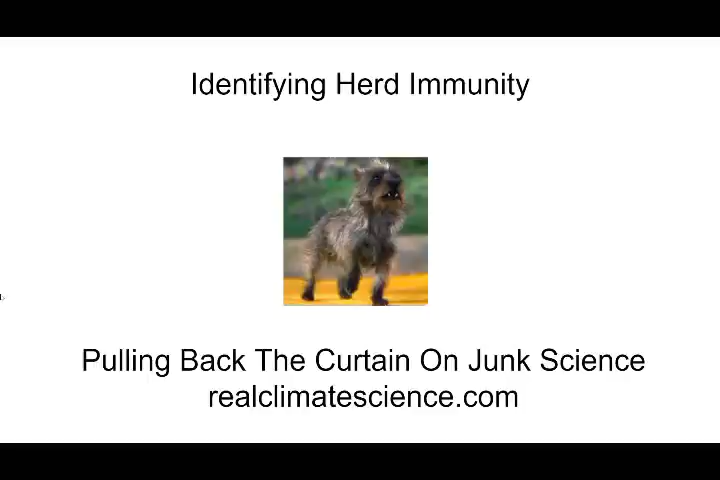 Identifying Herd Immunity
Pulling Back The Curtain On Junk Science
realclimatescience.com